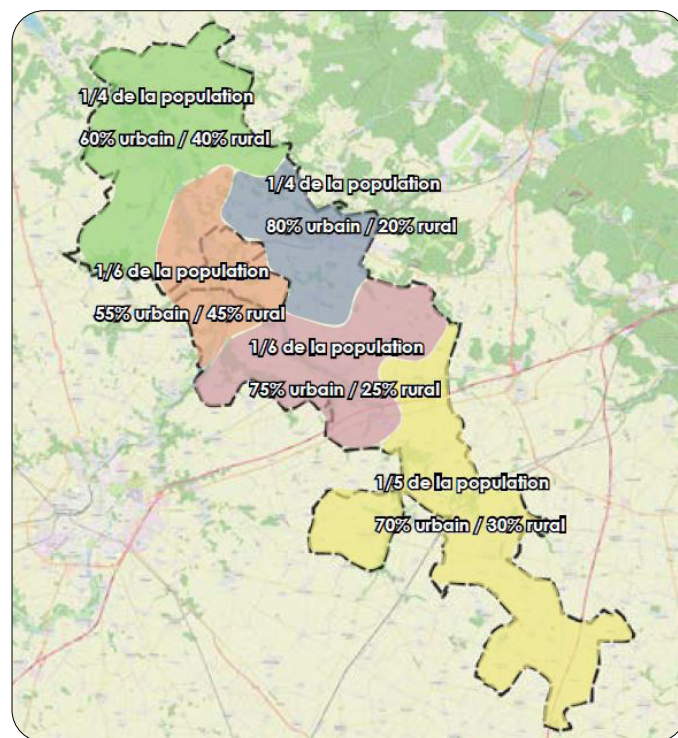 1/4 de la population
60% urbain / 40% rural
1/4 de la population
80% urbain / 20% rural
1/6 de la population
55% urbain / 45% rural
1/6 de la population
75% urbain / 25% rural
1/5 de la population
70% urbain / 30% rural